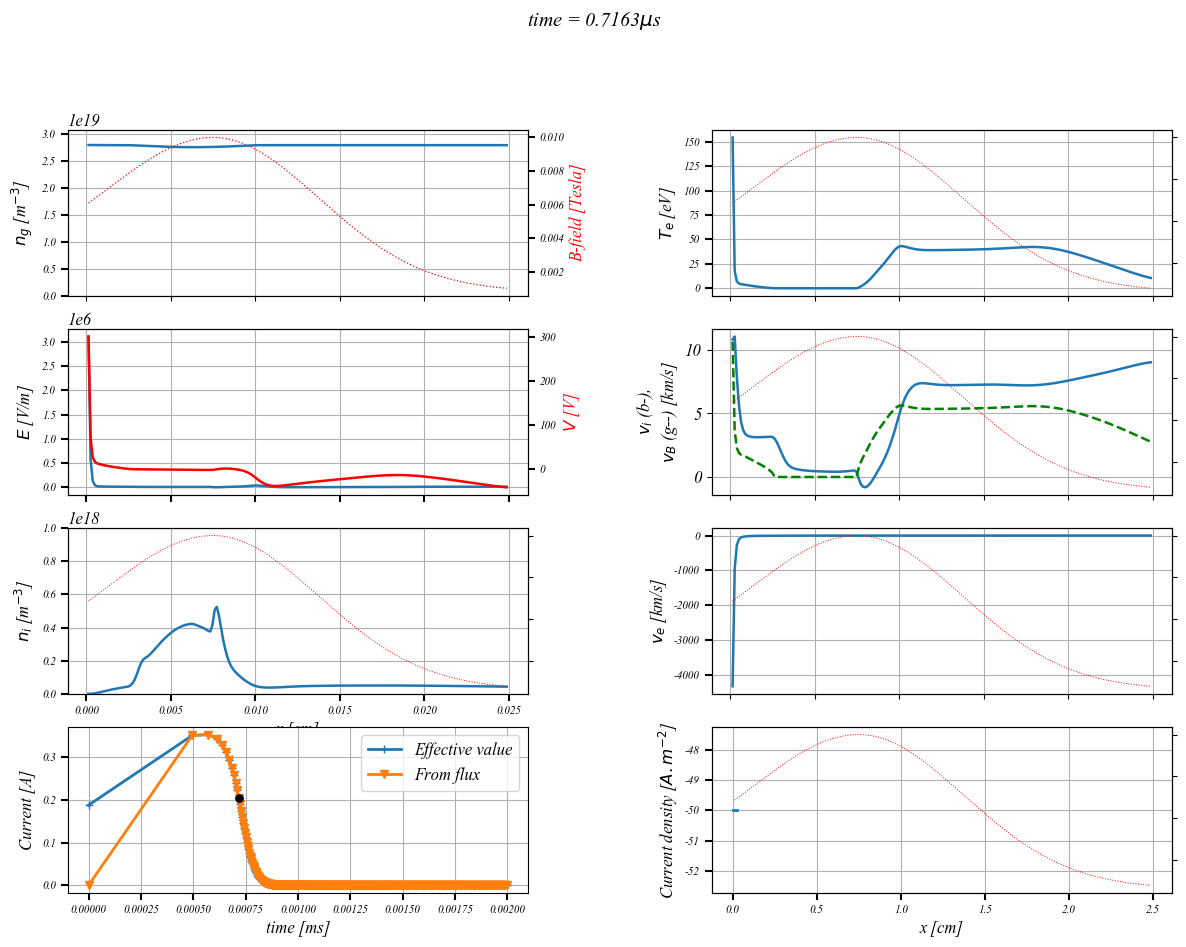 time = 0.7163μs
1e19
3.0
2.5
2.0
1.5
1.0
0.5
0.0
n_g [m⁻³]
0.010
0.008
0.006
0.004
0.002
B-field [Tesla]
150
125
100
75
50
25
0
T_e [eV]
1e6
3.0
2.5
2.0
1.5
1.0
0.5
0.0
E [V/m]
300
200
100
0
V [V]
10
5
0
v_i (b-),
v_B (g--) [km/s]
1e18
1.0
0.8
0.6
0.4
0.2
0.0
n_i [m⁻³]
0.000 0.005 0.010 0.015 0.020 0.025
0
-1000
-2000
-3000
-4000
v_e [km/s]
0.3
0.2
0.1
0.0
Current [A]
Effective value
From flux
0.00000 0.00025 0.00050 0.00075 0.00100 0.00125 0.00150 0.00175 0.00200
time [ms]
-48
-49
-50
-51
-52
Current density [A.m⁻²]
0.0 0.5 1.0 1.5 2.0 2.5
x [cm]